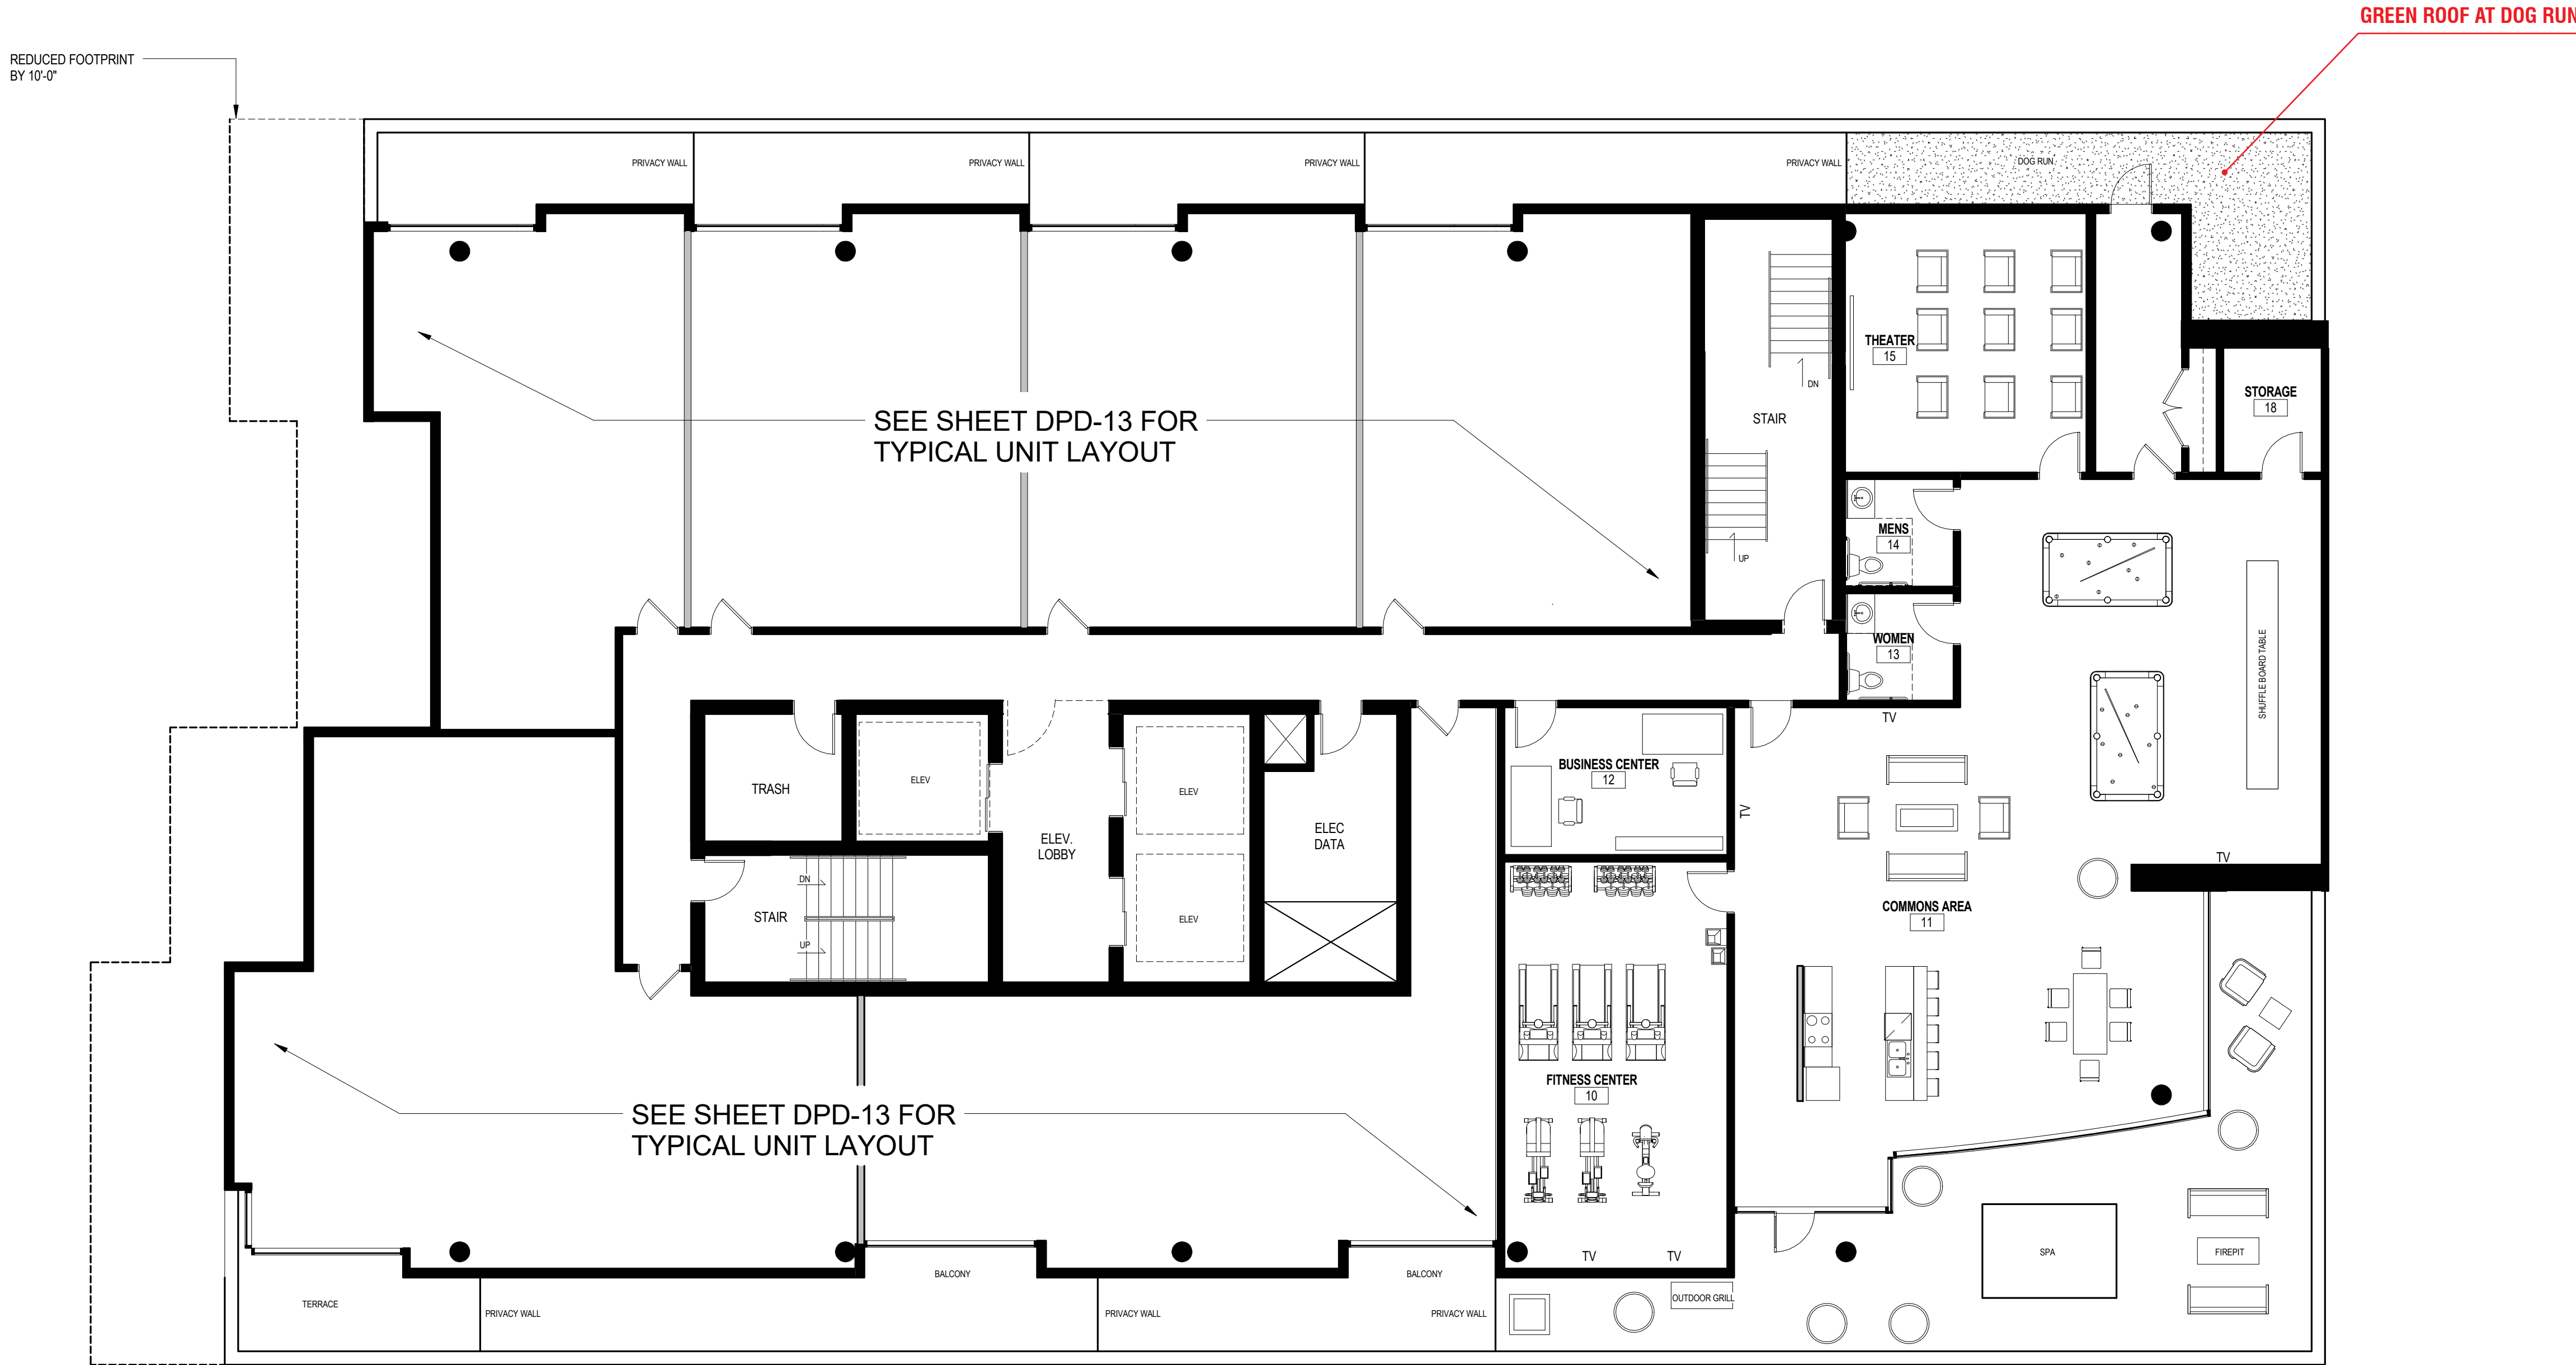 GREEN ROOF AT DOG RUN
REDUCED FOOTPRINT
BY 10'-0"
PRIVACY WALL
PRIVACY WALL
PRIVACY WALL
PRIVACY WALL
DOG RUN
THEATER
15
DN
STORAGE
18
SEE SHEET DPD-13 FOR
TYPICAL UNIT LAYOUT
STAIR
MENS
14
UP
WOMEN
13
SHUFFLE BOARD TABLE
TV
BUSINESS CENTER
12
TRASH
ELEV
ELEV
TV
ELEC
DATA
ELEV.
LOBBY
TV
DN
STAIR
UP
ELEV
COMMONS AREA
11
FITNESS CENTER
10
SEE SHEET DPD-13 FOR
TYPICAL UNIT LAYOUT
TV
TV
SPA
FIREPIT
BALCONY
BALCONY
TERRACE
PRIVACY WALL
PRIVACY WALL
PRIVACY WALL
OUTDOOR GRILL